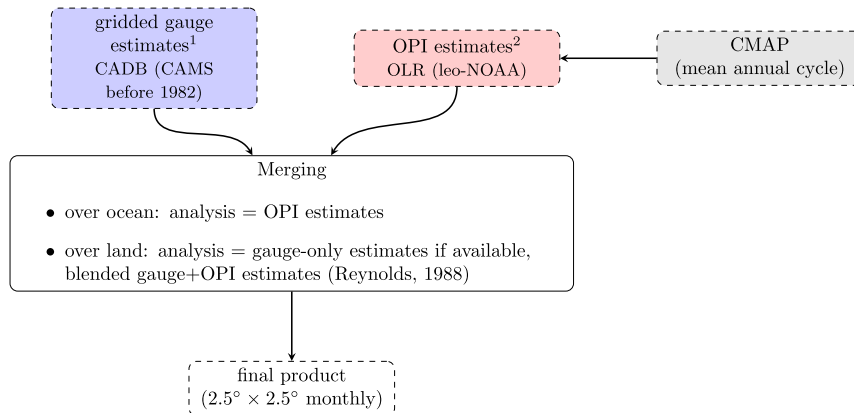 gridded gauge
estimates¹
CADB (CAMS
before 1982)
OPI estimates²
OLR (leo-NOAA)
CMAP
(mean annual cycle)
Merging
• over ocean: analysis = OPI estimates
• over land: analysis = gauge-only estimates if available,
blended gauge+OPI estimates (Reynolds, 1988)
final product
(2.5° × 2.5° monthly)